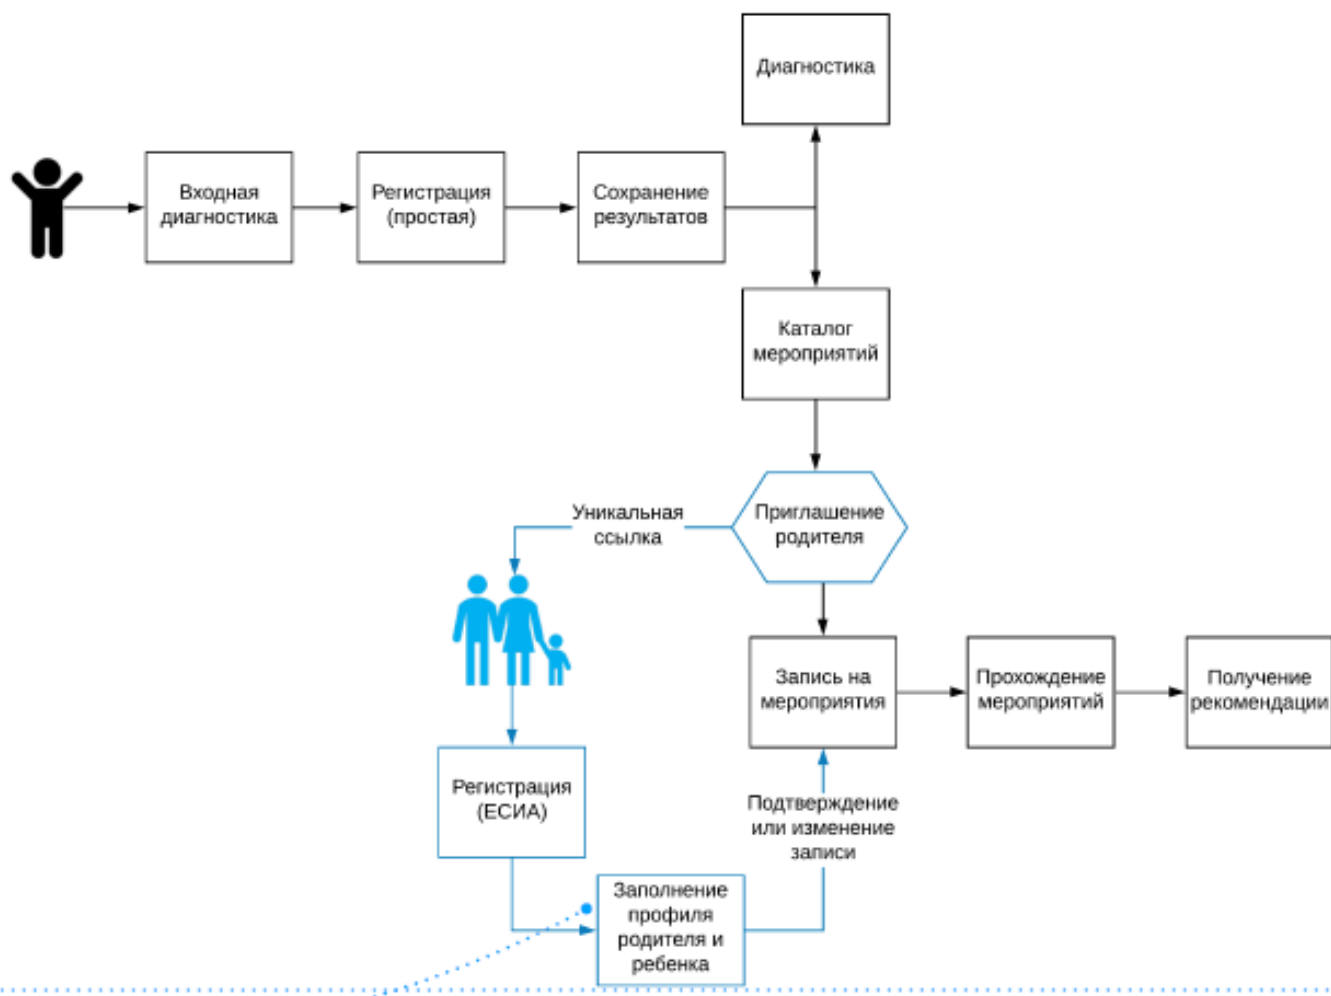 Диагностика
Входная
диагностика
Регистрация
(простая)
Сохранение
результатов
Каталог
мероприятий
Уникальная
ссылка
Приглашение
родителя
Запись на
мероприятия
Прохождение
мероприятий
Получение
рекомендации
Регистрация
(ЕСИА)
Подтверждение
или изменение
записи
Заполнение
профиля
родителя и
ребенка